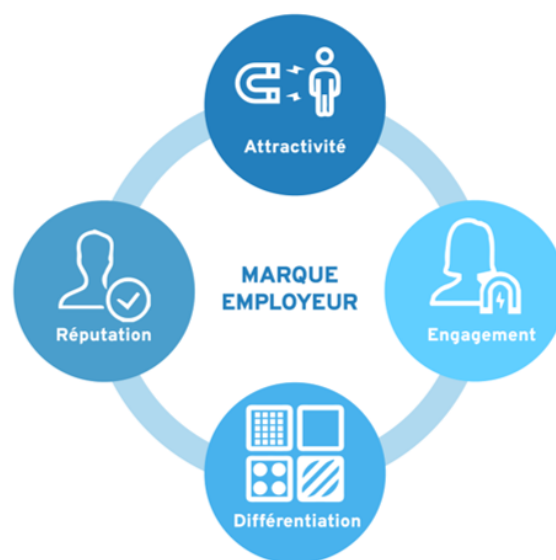 Attractivité
Réputation
MARQUE
EMPLOYEUR
Engagement
Différentiation